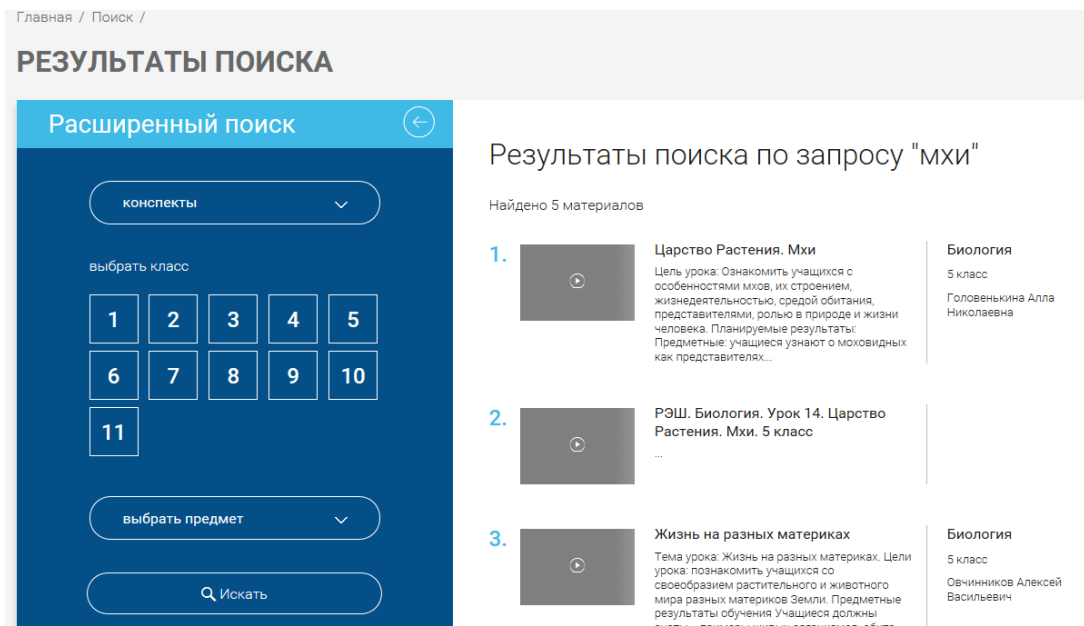 Главная / Поиск /
РЕЗУЛЬТАТЫ ПОИСКА
Расширенный поиск
конспекты
выбрать класс
1 2 3 4 5
6 7 8 9 10
11
выбрать предмет
Искать
Результаты поиска по запросу "мхи"
Найдено 5 материалов
1.
Царство Растения. Мхи
Цель урока: Ознакомить учащихся с
особенностями мхов, их строением,
жизнедеятельностью, средой обитания,
представителями, ролью в природе и жизни
человека. Планируемые результаты:
Предметные: учащиеся узнают о моховидных
как представителях...
Биология
5 класс
Головенькина Алла
Николаевна
2.
РЭШ. Биология. Урок 14. Царство
Растения. Мхи. 5 класс
...
3.
Жизнь на разных материках
Тема урока: Жизнь на разных материках. Цели
урока: познакомить учащихся со
своеобразием растительного и животного
мира разных материков Земли. Предметные
результаты обучения Учащиеся должны
Биология
5 класс
Овчинников Алексей
Васильевич